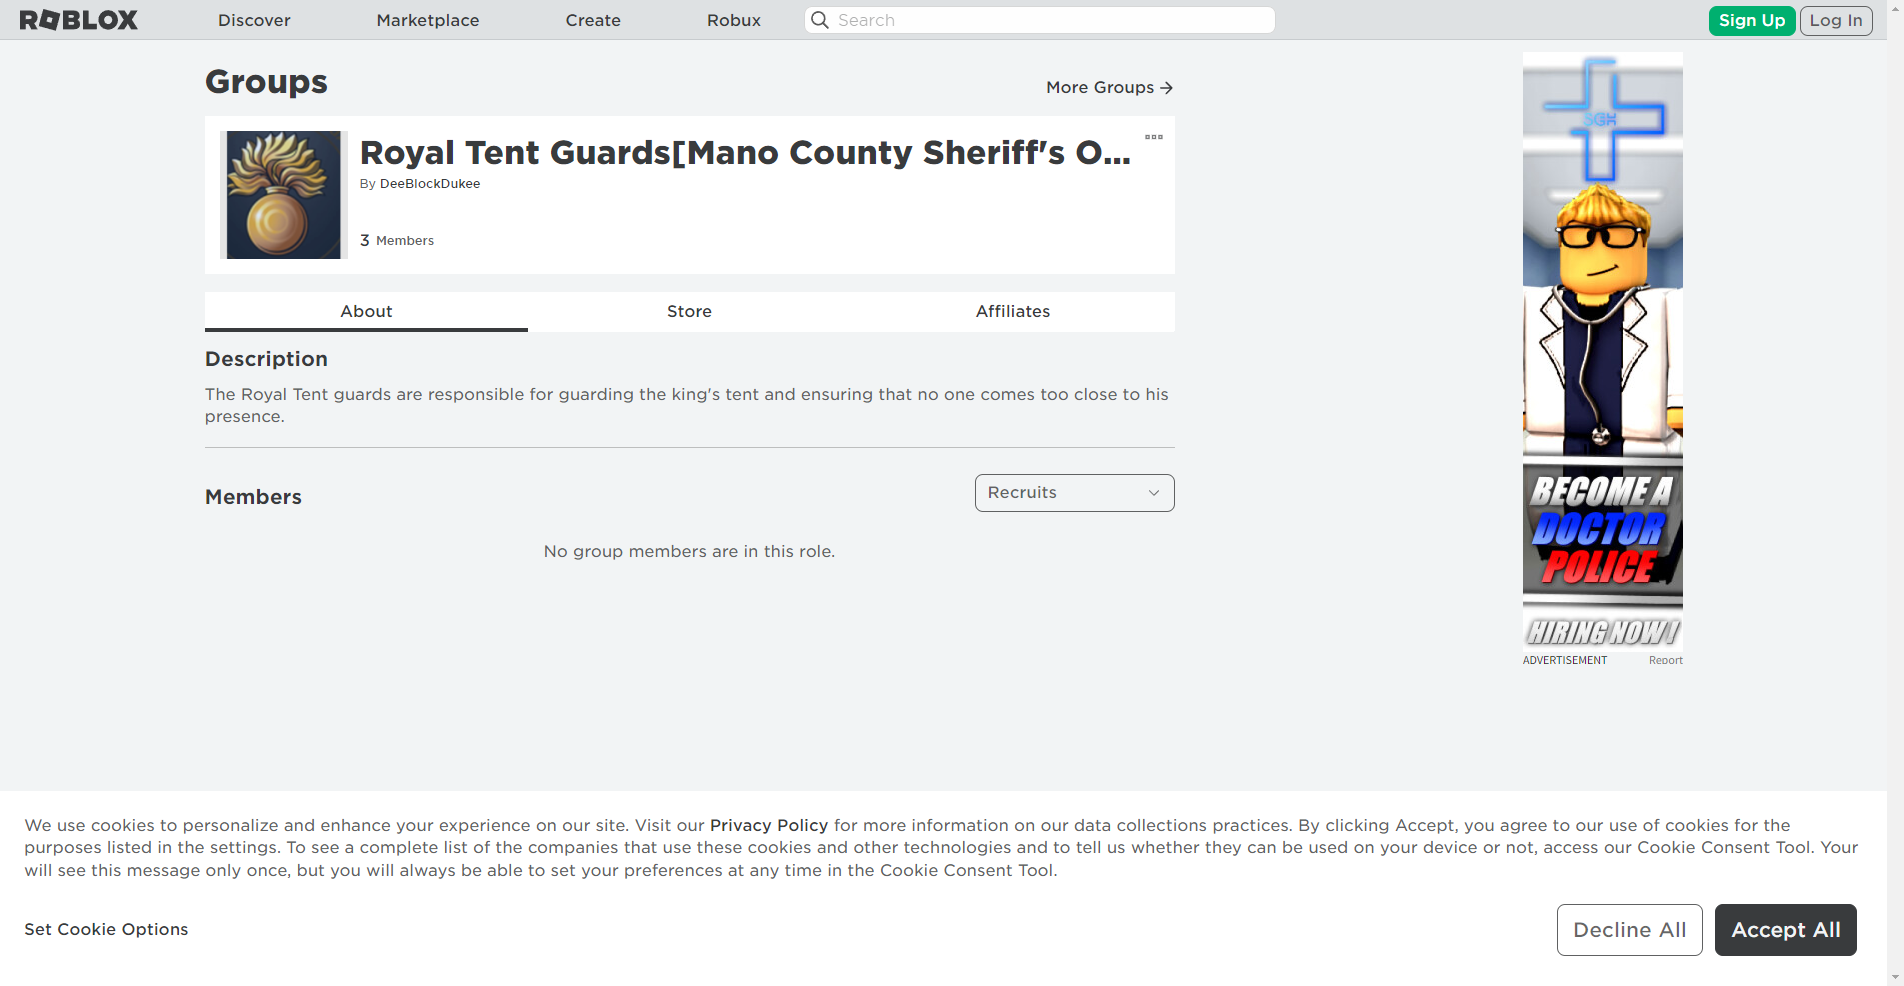 ROBLOX
Discover
Marketplace
Create
Robux
Search
Sign Up
Log In
Groups
More Groups
Royal Tent Guards[Mano County Sheriff's O...
By DeeBlockDukee
3 Members
About
Store
Affiliates
Description
The Royal Tent guards are responsible for guarding the king's tent and ensuring that no one comes too close to his
presence.
Members
Recruits
No group members are in this role.
SGH
BECOME A
DOCTOR
POLICE
HIRING NOW!
ADVERTISEMENT
Report
We use cookies to personalize and enhance your experience on our site. Visit our Privacy Policy for more information on our data collections practices. By clicking Accept, you agree to our use of cookies for the
purposes listed in the settings. To see a complete list of the companies that use these cookies and other technologies and to tell us whether they can be used on your device or not, access our Cookie Consent Tool. Your
will see this message only once, but you will always be able to set your preferences at any time in the Cookie Consent Tool.
Set Cookie Options
Decline All
Accept All